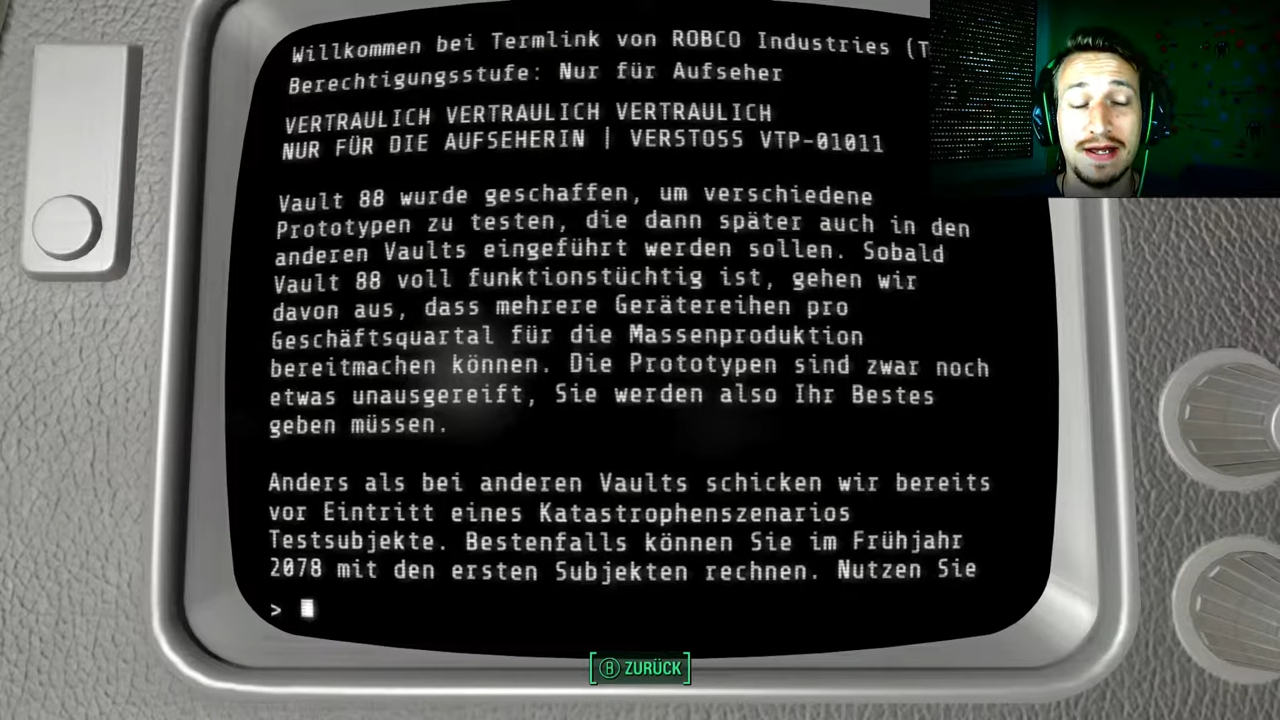 Willkommen bei Termlink von ROBCO Industries (T
Berechtigungsstufe: Nur für Aufseher
VERTRAULICH VERTRAULICH VERTRAULICH
NUR FÜR DIE AUFSEHERIN | VERSTOSS VTP-01011
Vault 88 wurde geschaffen, um verschiedene
Prototypen zu testen, die dann später auch in den
anderen Vaults eingeführt werden sollen. Sobald
Vault 88 voll funktionstüchtig ist, gehen wir
davon aus, dass mehrere Gerätereihen pro
Geschäftsquartal für die Massenproduktion
bereitmachen können. Die Prototypen sind zwar noch
etwas unausgereift, Sie werden also Ihr Bestes
geben müssen.
Anders als bei anderen Vaults schicken wir bereits
vor Eintritt eines Katastrophenszenarios
Testsubjekte. Bestenfalls können Sie im Frühjahr
2078 mit den ersten Subjekten rechnen. Nutzen Sie
>
B ZURÜCK